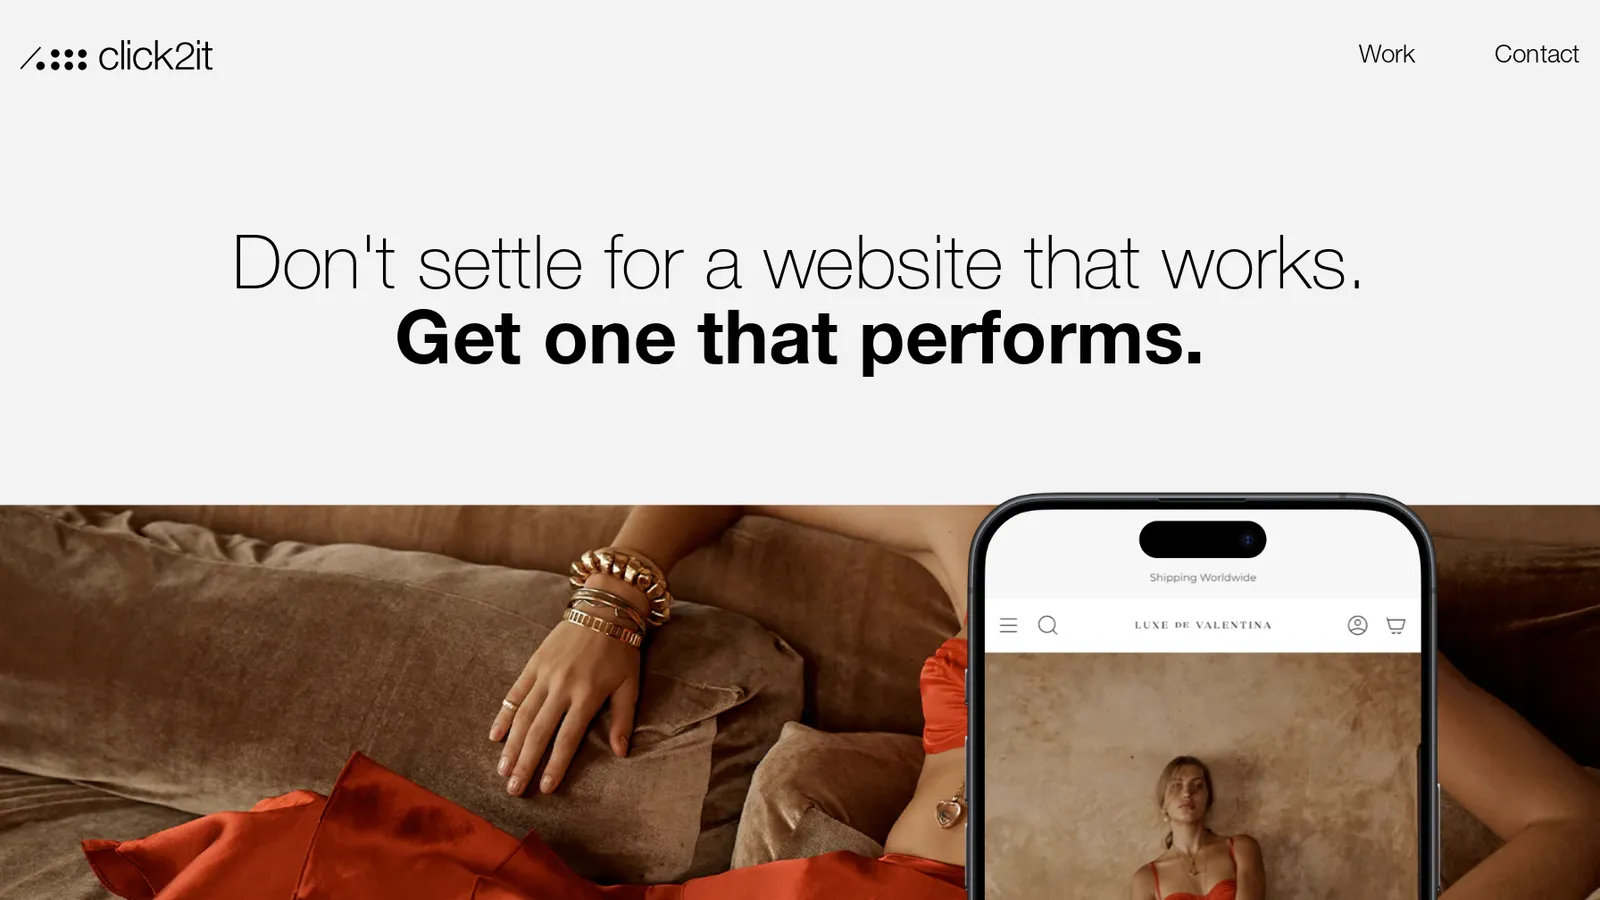 click2it
Work
Contact
Don't settle for a website that works.
Get one that performs.
Shipping Worldwide
LUXE DE VALENTINA